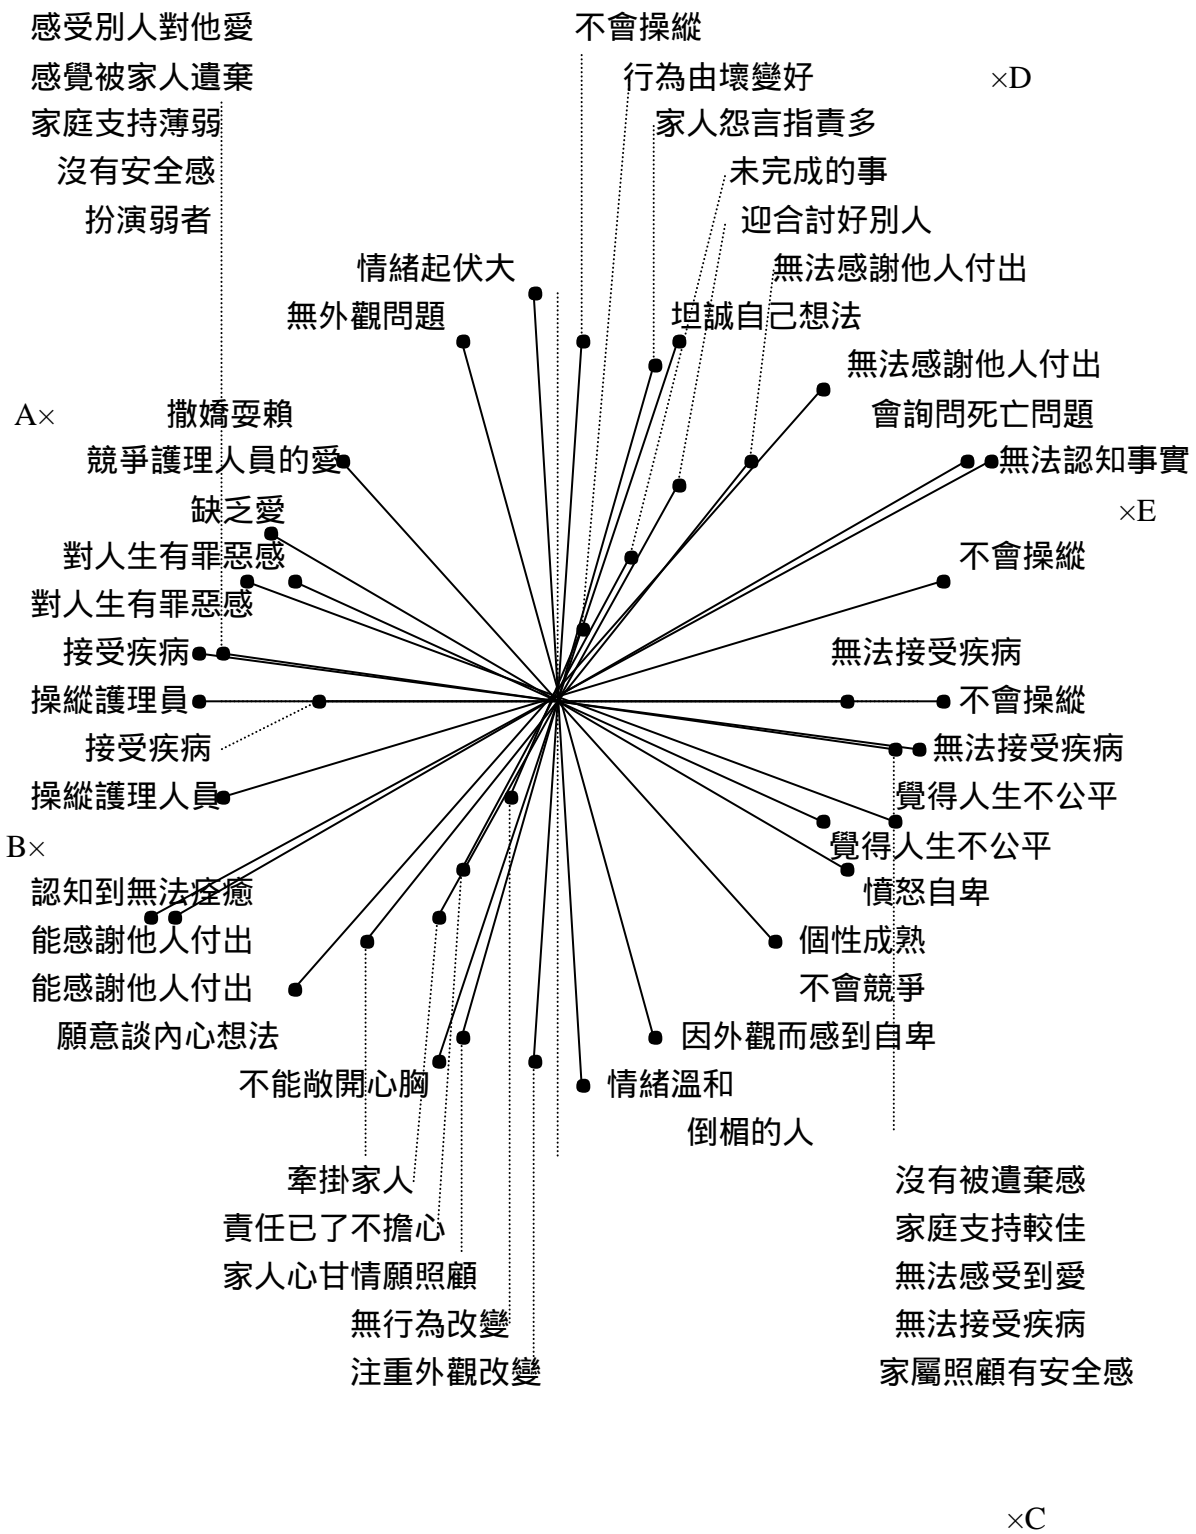 感受別人對他愛
不會操縱
感覺被家人遺棄
行為由壞變好
×D
家庭支持薄弱
家人怨言指責多
沒有安全感
未完成的事
扮演弱者
迎合討好別人
情緒起伏大
無法感謝他人付出
無外觀問題
坦誠自己想法
無法感謝他人付出
A×
撒嬌耍賴
會詢問死亡問題
競爭護理人員的愛
無法認知事實
缺乏愛
×E
對人生有罪惡感
不會操縱
對人生有罪惡感
接受疾病
無法接受疾病
操縱護理員
不會操縱
接受疾病
無法接受疾病
操縱護理人員
覺得人生不公平
B×
覺得人生不公平
認知到無法痊癒
憤怒自卑
能感謝他人付出
個性成熟
能感謝他人付出
不會競爭
願意談內心想法
因外觀而感到自卑
不能敞開心胸
情緒溫和
倒楣的人
牽掛家人
沒有被遺棄感
責任已了不擔心
家庭支持較佳
家人心甘情願照顧
無法感受到愛
無行為改變
無法接受疾病
注重外觀改變
家屬照顧有安全感
×C